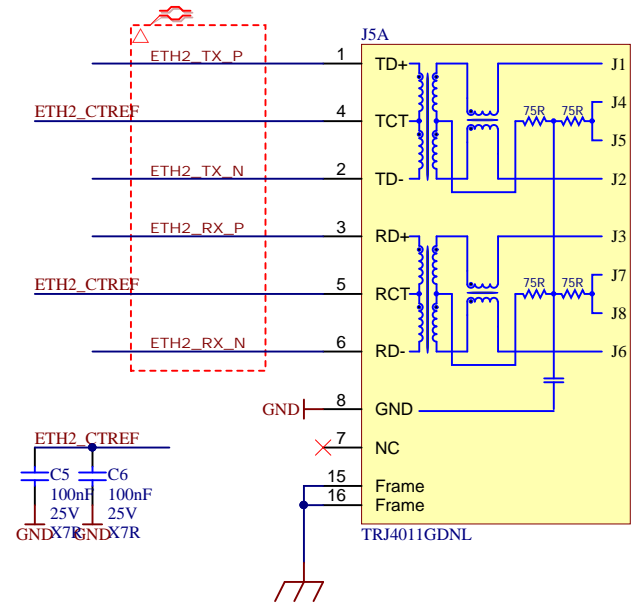 J5A
ETH2_TX_P 1 TD+ J1
ETH2_CTREF 4 TCT 75R 75R J4
J5
ETH2_TX_N 2 TD- J2
ETH2_RX_P 3 RD+ J3
ETH2_CTREF 5 RCT 75R 75R J7
J8
ETH2_RX_N 6 RD- J6
GND 8 GND
7 NC
15 Frame
16 Frame
TRJ4011GDNL
ETH2_CTREF
C5 C6
100nF 100nF
25V 25V
X7R X7R
GND GND